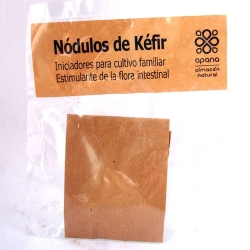 Nódulos de Kéfir
Iniciadores para cultivo familiar
Estimulante de la flora intestinal
apana
almacén
natural